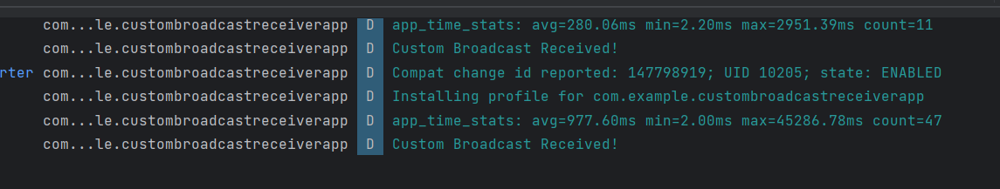 com...le.custombroadcastreceiverapp D app_time_stats: avg=280.06ms min=2.20ms max=2951.39ms count=11
com...le.custombroadcastreceiverapp D Custom Broadcast Received!
rter com...le.custombroadcastreceiverapp D Compat change id reported: 147798919; UID 10205; state: ENABLED
com...le.custombroadcastreceiverapp D Installing profile for com.example.custombroadcastreceiverapp
com...le.custombroadcastreceiverapp D app_time_stats: avg=977.60ms min=2.00ms max=45286.78ms count=47
com...le.custombroadcastreceiverapp D Custom Broadcast Received!